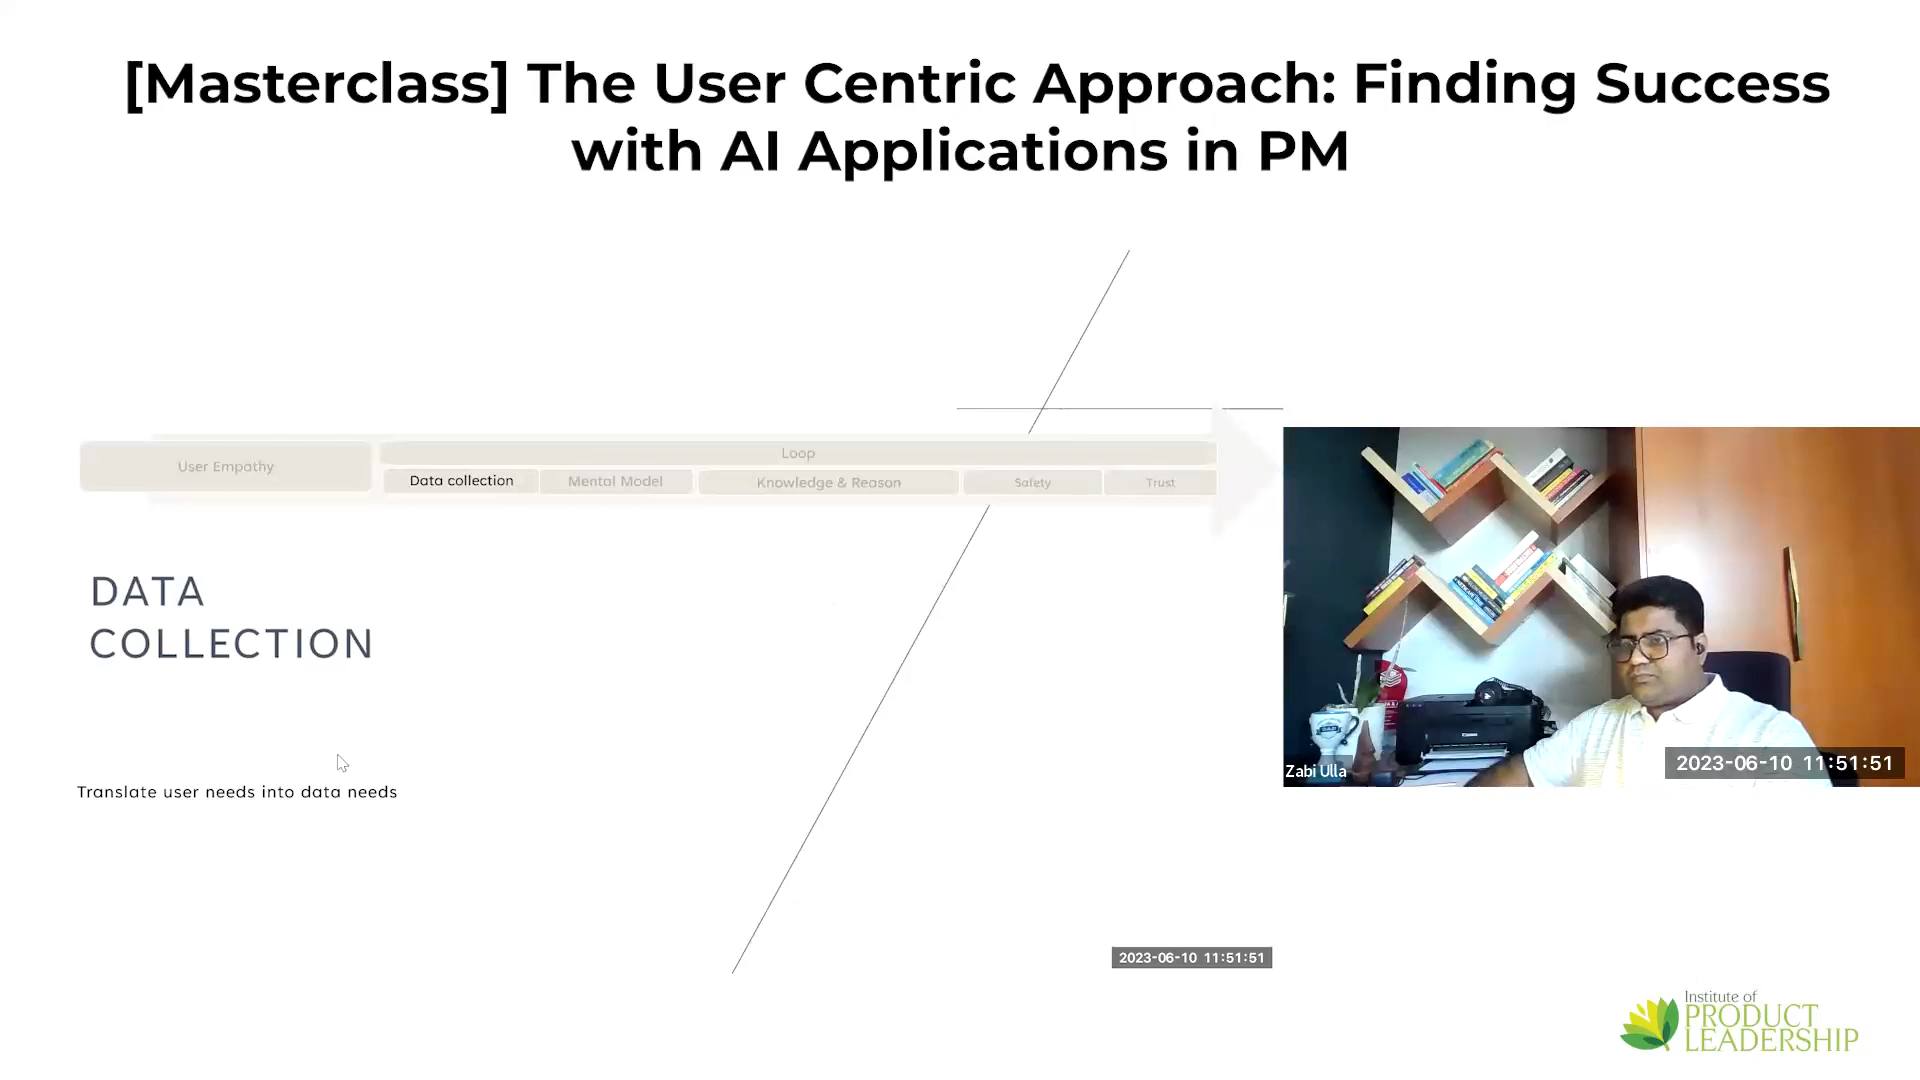 [Masterclass] The User Centric Approach: Finding Success
with AI Applications in PM
User Empathy
Loop
Data collection
Mental Model
Knowledge & Reason
Safety
Trust
DATA
COLLECTION
Translate user needs into data needs
Zabi Ulla
2023-06-10 11:51:51
2023-06-10 11:51:51
Institute of
PRODUCT
LEADERSHIP